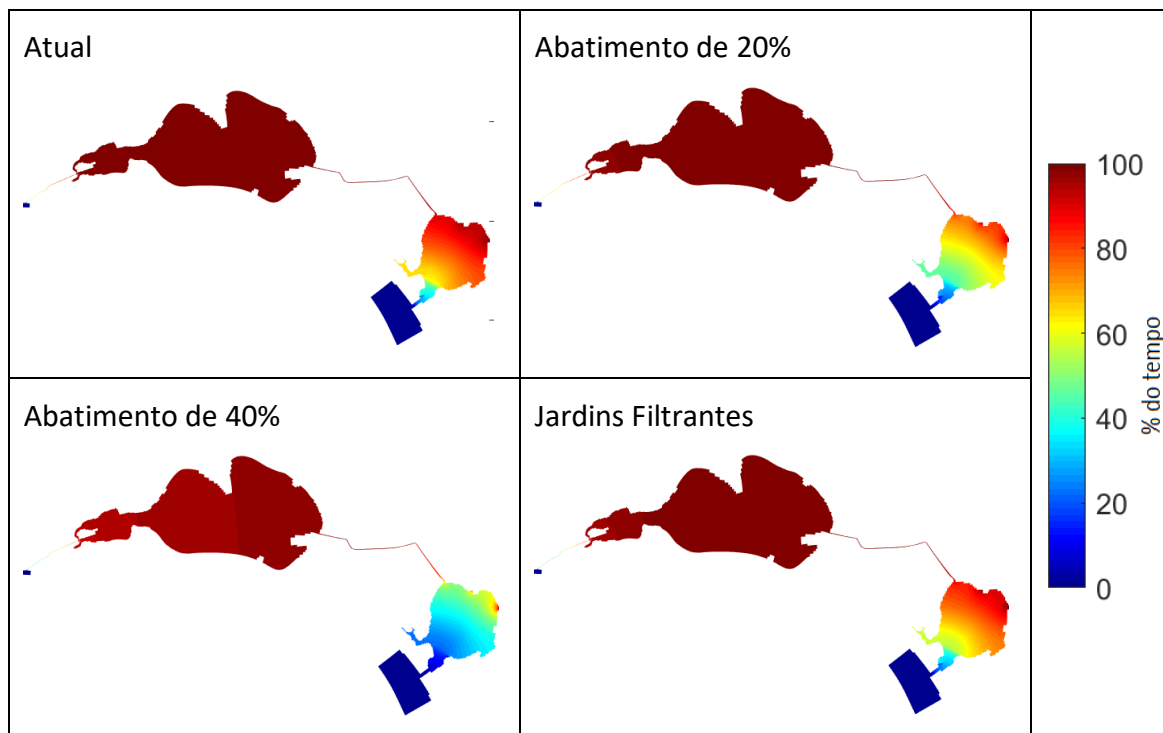 Atual
Abatimento de 20%
Abatimento de 40%
Jardins Filtrantes
100
80
60
40
20
0
% do tempo